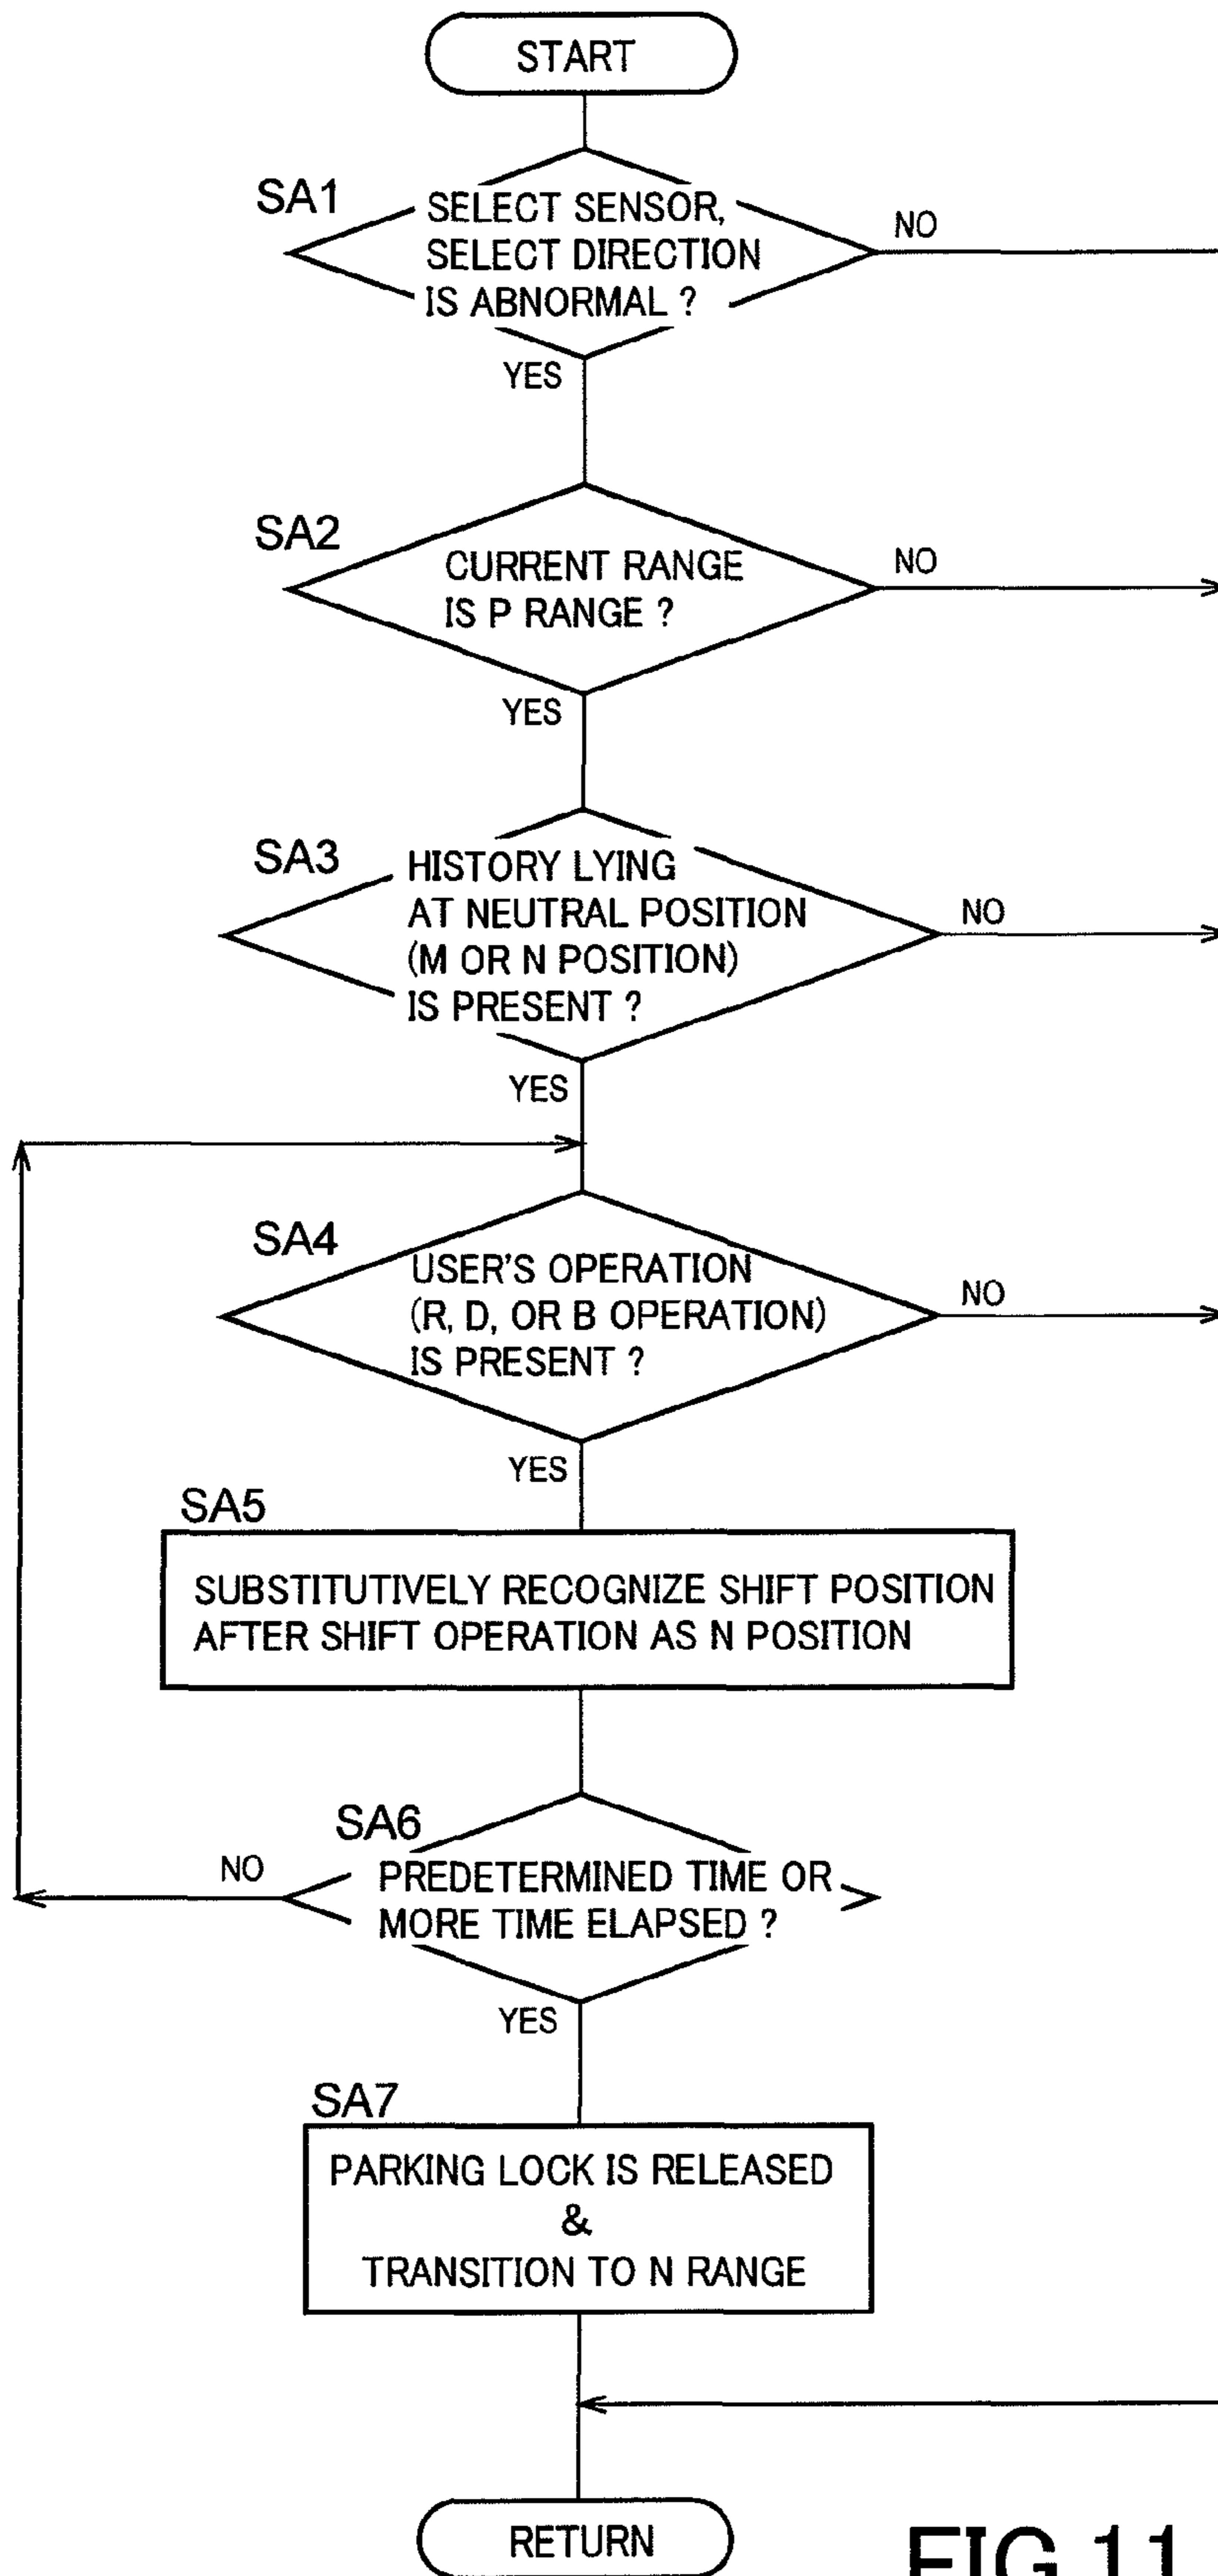 START
SA1
SELECT SENSOR,
SELECT DIRECTION
IS ABNORMAL ?
NO
YES
SA2
CURRENT RANGE
IS P RANGE ?
NO
YES
SA3
HISTORY LYING
AT NEUTRAL POSITION
(M OR N POSITION)
IS PRESENT ?
NO
YES
SA4
USER'S OPERATION
(R, D, OR B OPERATION)
IS PRESENT ?
NO
YES
SA5
SUBSTITUTIVELY RECOGNIZE SHIFT POSITION
AFTER SHIFT OPERATION AS N POSITION
SA6
PREDETERMINED TIME OR
MORE TIME ELAPSED ?
NO
YES
SA7
PARKING LOCK IS RELEASED
&
TRANSITION TO N RANGE
RETURN
FIG.11